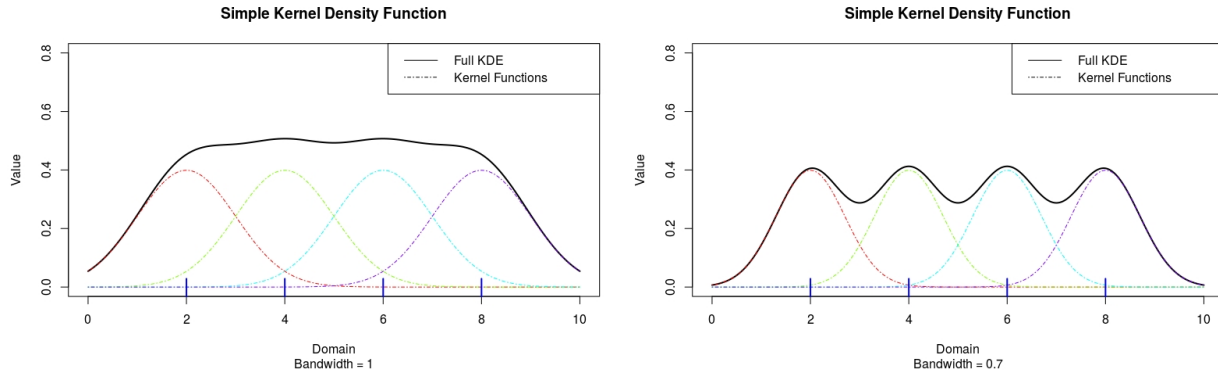 Simple Kernel Density Function
Full KDE
Kernel Functions
Value
0.0
0.2
0.4
0.6
0.8
0 2 4 6 8 10
Domain
Bandwidth = 1
Simple Kernel Density Function
Full KDE
Kernel Functions
Value
0.0
0.2
0.4
0.6
0.8
0 2 4 6 8 10
Domain
Bandwidth = 0.7